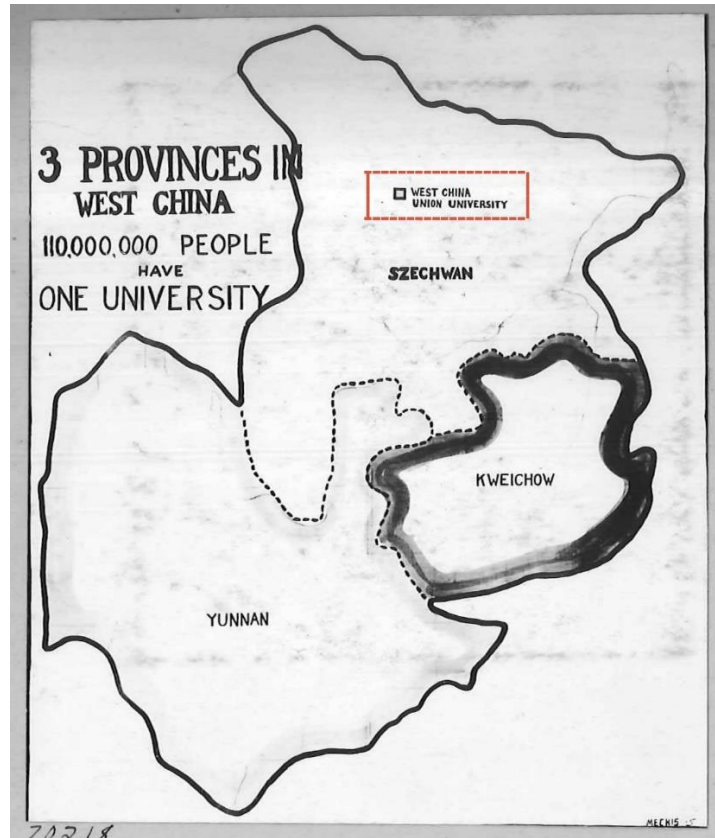 3 PROVINCES IN
WEST CHINA
110,000,000 PEOPLE
HAVE
ONE UNIVERSITY
WEST CHINA
UNION UNIVERSITY
SZECHWAN
KWEICHOW
YUNNAN
20218